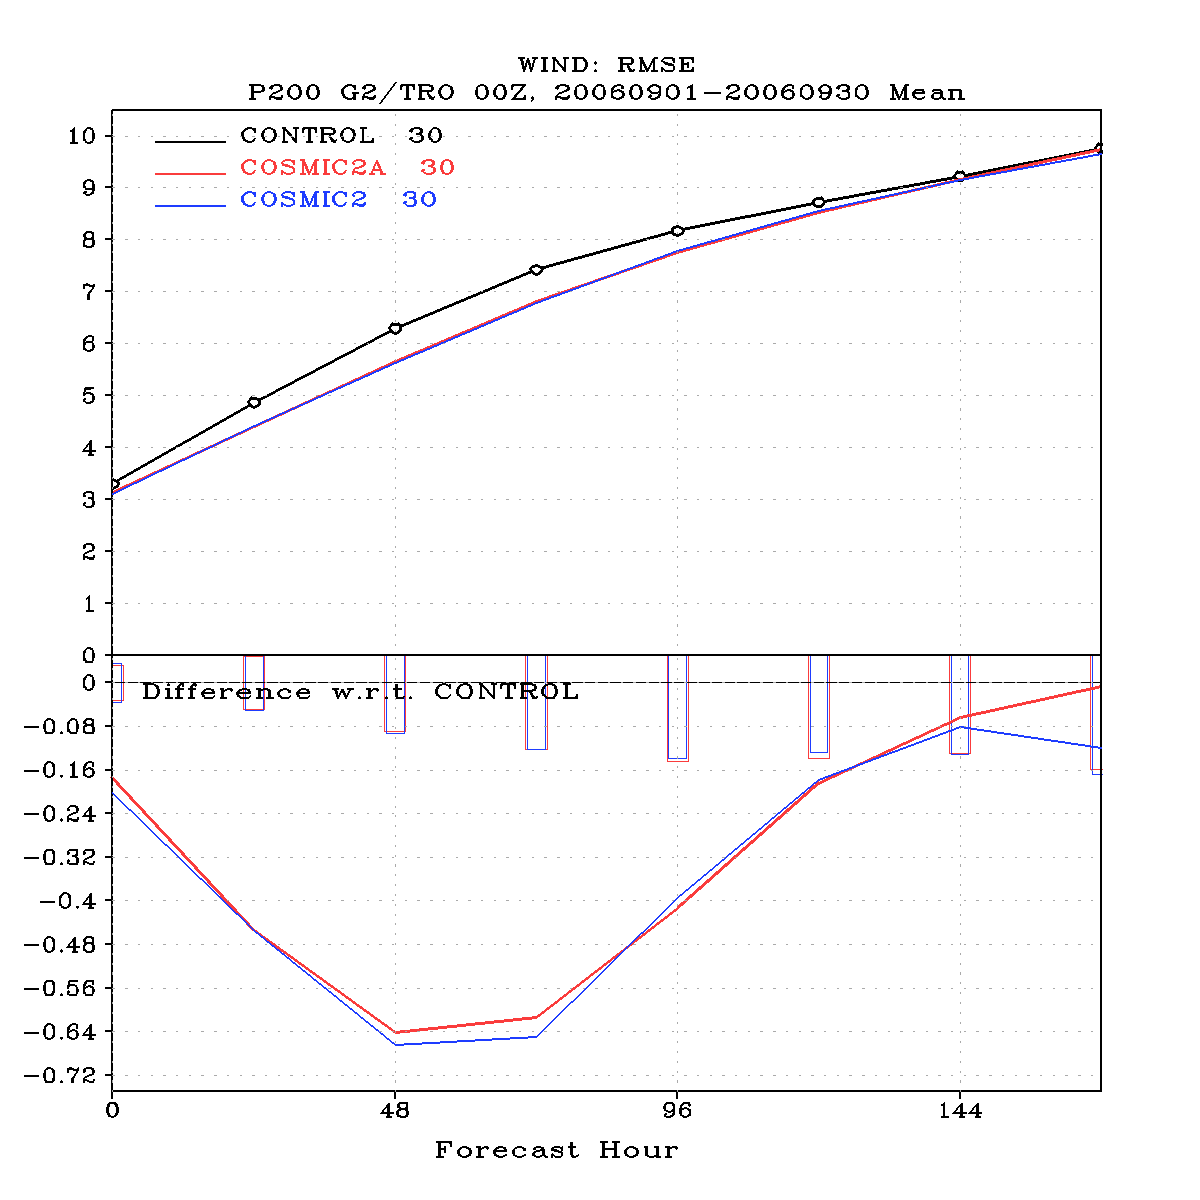 WIND: RMSE
P200 G2/TRO 00Z, 20060901-20060930 Mean
CONTROL 30
COSMIC2A 30
COSMIC2 30
10
9
8
7
6
5
4
3
2
1
0
0
Difference w.r.t. CONTROL
-0.08
-0.16
-0.24
-0.32
-0.4
-0.48
-0.56
-0.64
-0.72
0 48 96 144
Forecast Hour